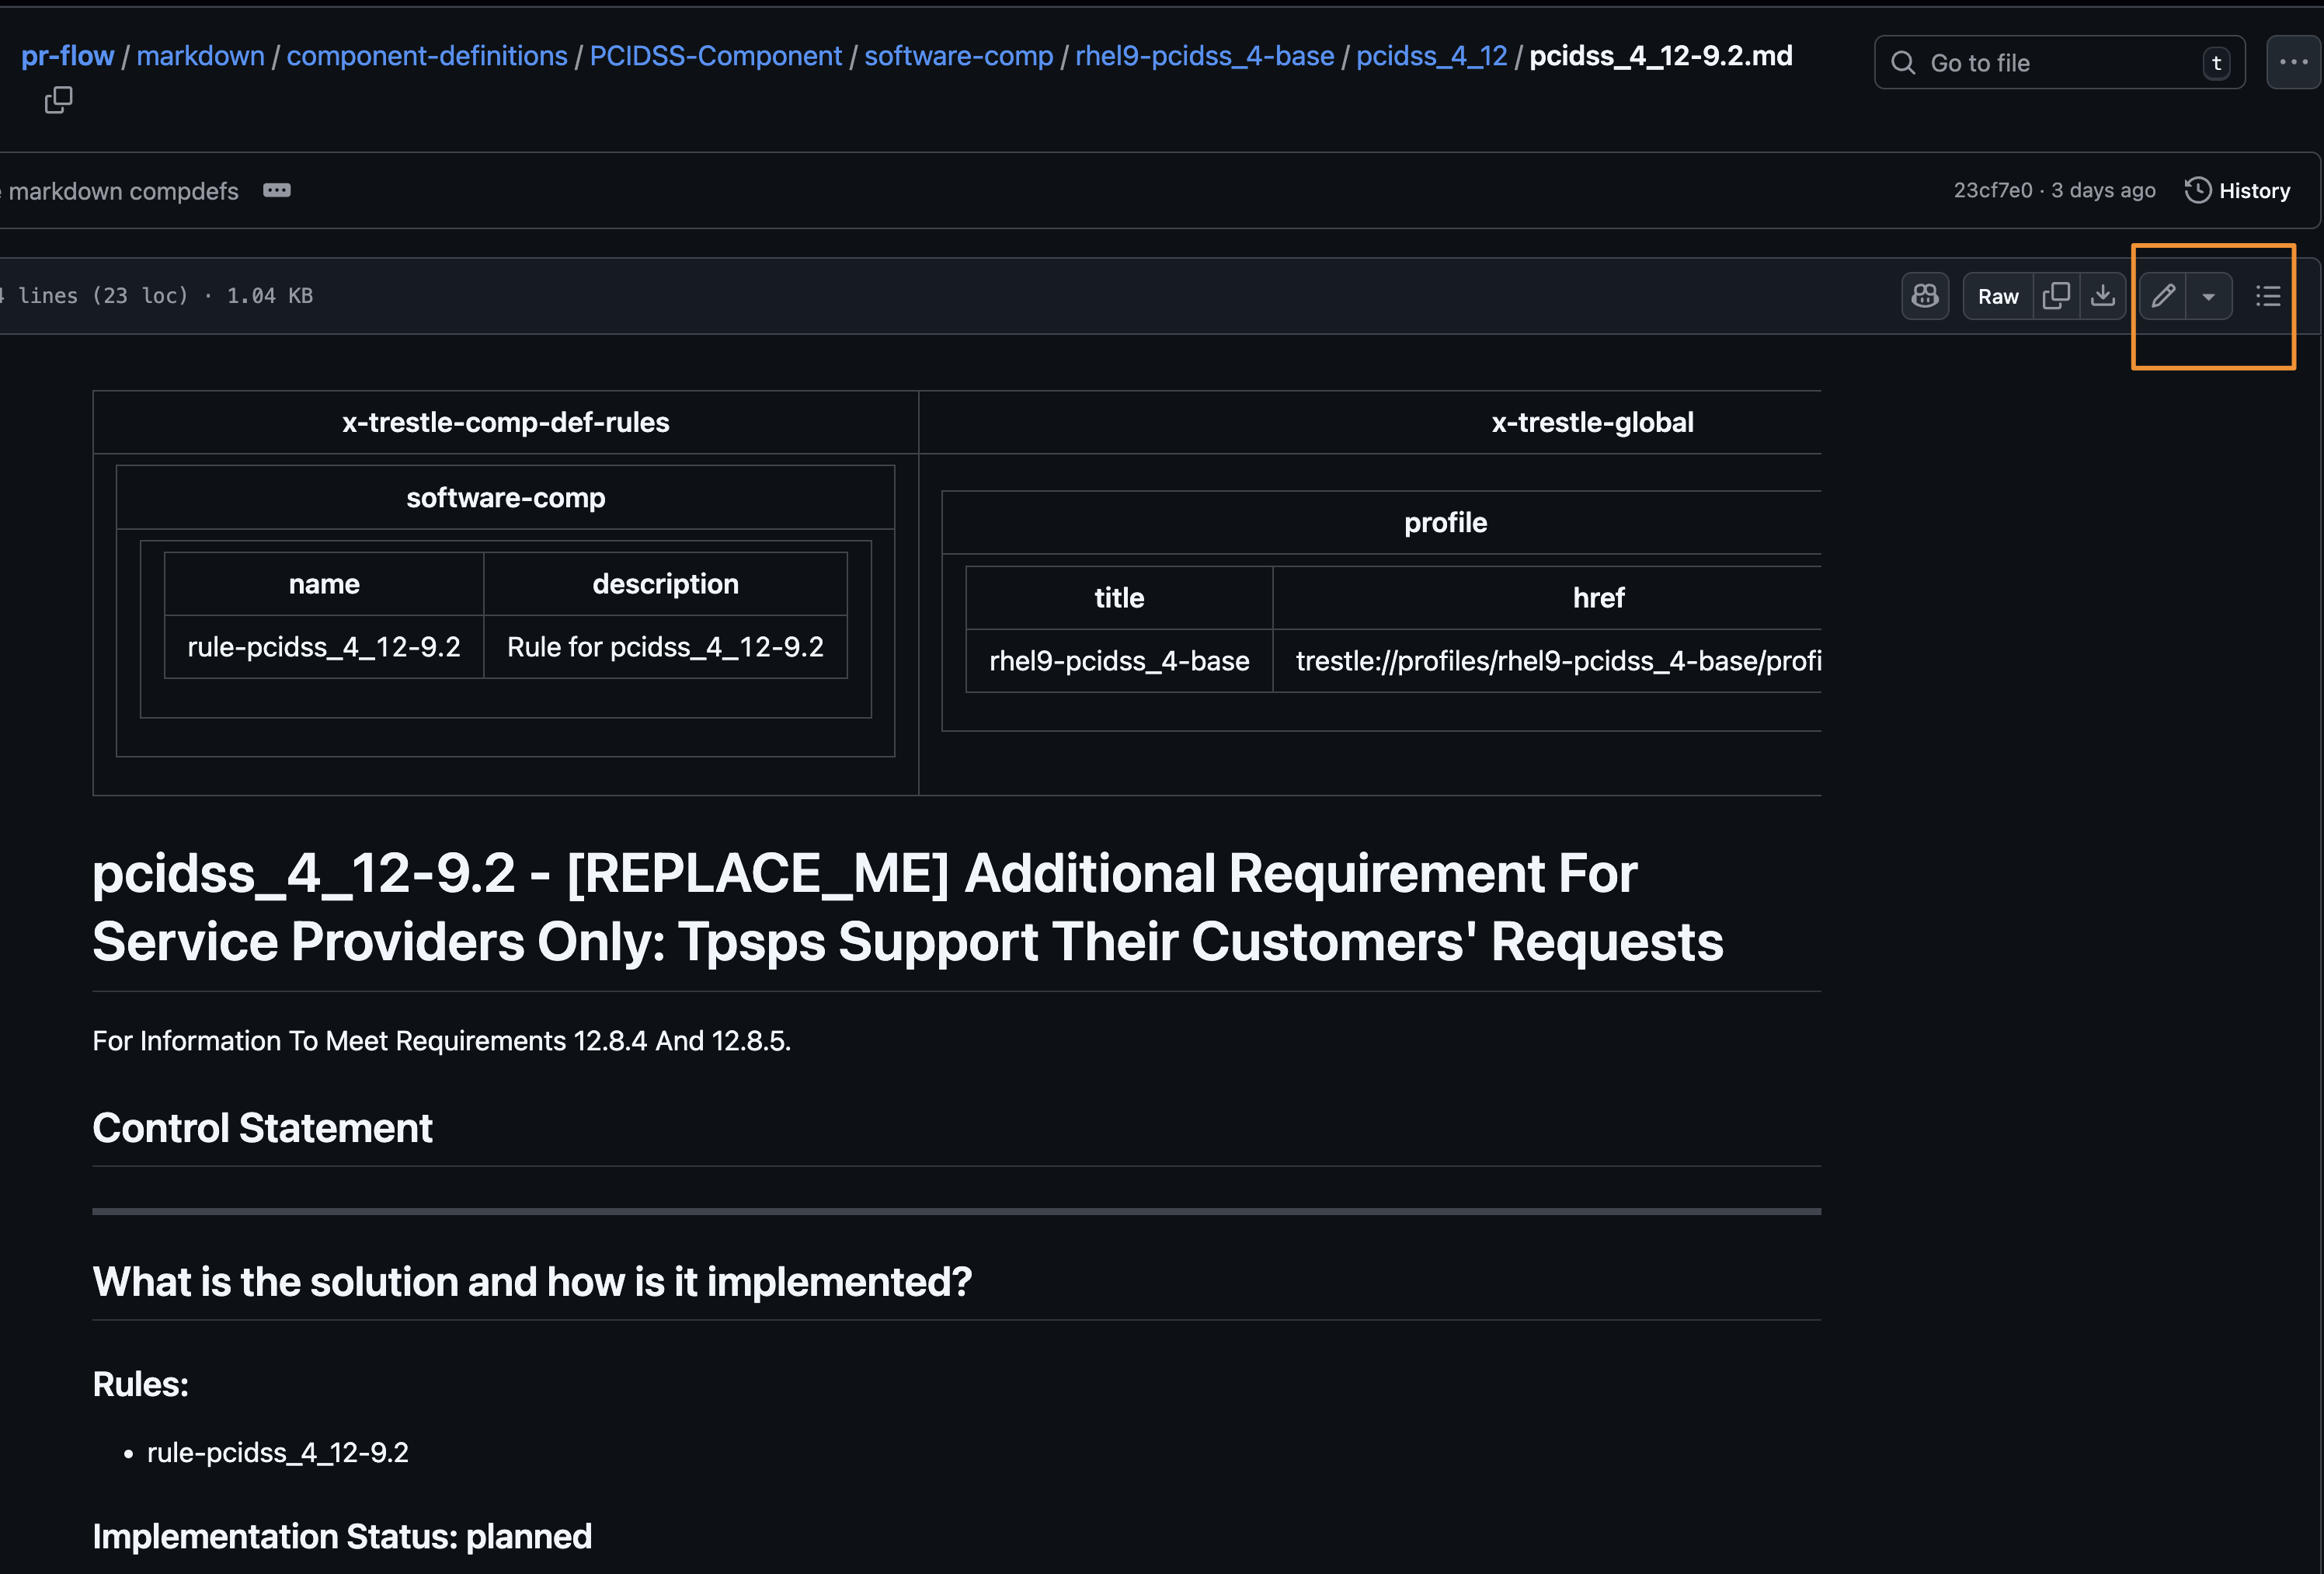 pr-flow / markdown / component-definitions / PCIDSS-Component / software-comp / rhel9-pcidss_4-base / pcidss_4_12 / pcidss_4_12-9.2.md
Go to file t
markdown compdefs
23cf7e0 · 3 days ago History
lines (23 loc) · 1.04 KB
Raw
x-trestle-comp-def-rules x-trestle-global
software-comp
profile
name description
title href
rule-pcidss_4_12-9.2 Rule for pcidss_4_12-9.2
rhel9-pcidss_4-base trestle://profiles/rhel9-pcidss_4-base/profi
pcidss_4_12-9.2 - [REPLACE_ME] Additional Requirement For
Service Providers Only: Tpsps Support Their Customers' Requests
For Information To Meet Requirements 12.8.4 And 12.8.5.
Control Statement
What is the solution and how is it implemented?
Rules:
• rule-pcidss_4_12-9.2
Implementation Status: planned